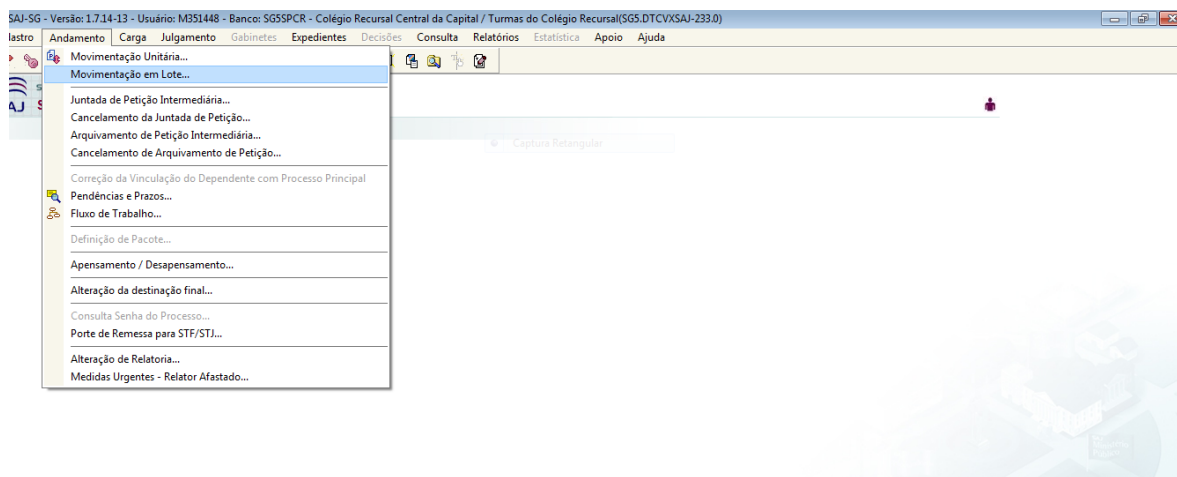 SAJ-SG - Versão: 1.7.14-13 - Usuário: M351448 - Banco: SG5SPCR - Colégio Recursal Central da Capital / Turmas do Colégio Recursal(SG5.DTCVXSAJ-233.0)
dastro Andamento Carga Julgamento Gabinetes Expedientes Decisões Consulta Relatórios Estatística Apoio Ajuda
Movimentação Unitária...
Movimentação em Lote...
Juntada de Petição Intermediária...
Cancelamento da Juntada de Petição...
Arquivamento de Petição Intermediária...
Cancelamento de Arquivamento de Petição...
Captura Retangular
Correção da Vinculação do Dependente com Processo Principal
Pendências e Prazos...
Fluxo de Trabalho...
Definição de Pacote...
Apensamento / Desapensamento...
Alteração da destinação final...
Consulta Senha do Processo...
Porte de Remessa para STF/STJ...
Alteração de Relatoria...
Medidas Urgentes - Relator Afastado...